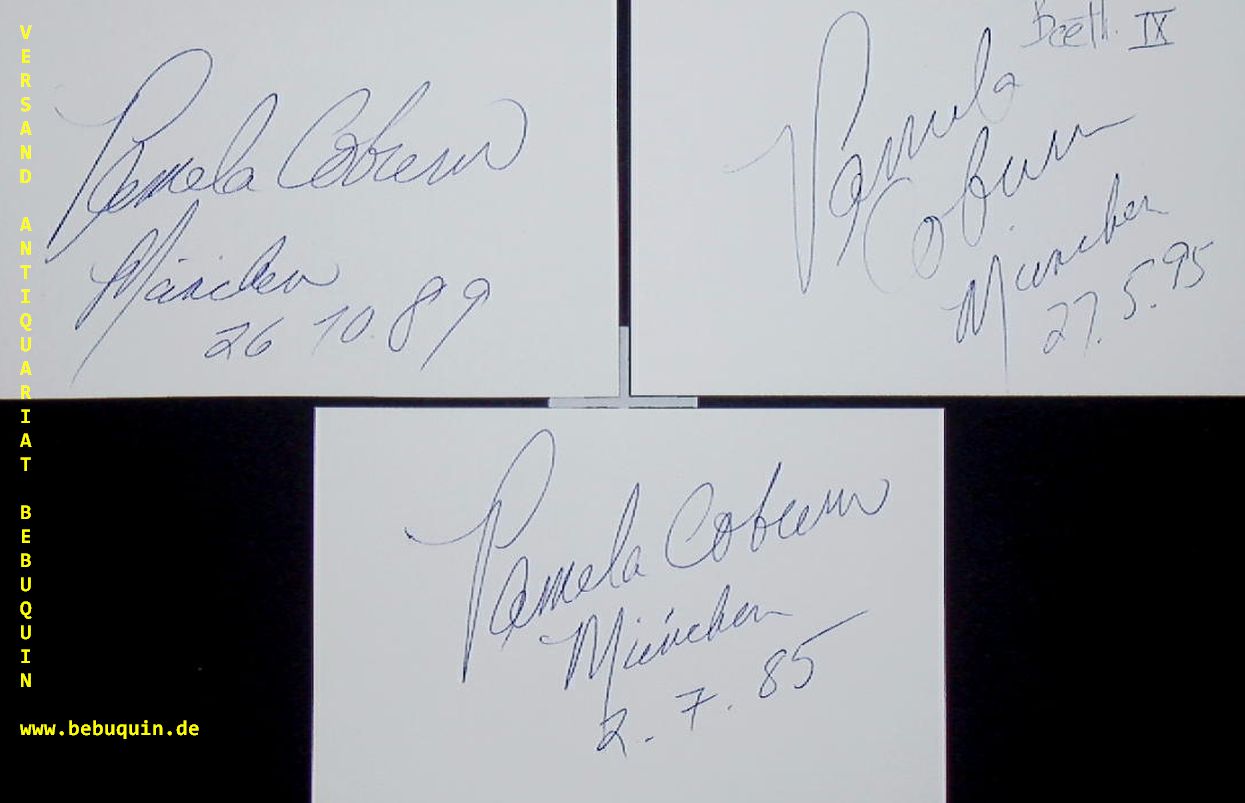 VERSAND ANTIQUARIAT BEBUQUIN
www.bebuquin.de
Pamela Coburn
München
26 10. 89
Beeth. IX
Pamela
Coburn
München
27. 5. 95
Pamela Coburn
München
2. 7. 85